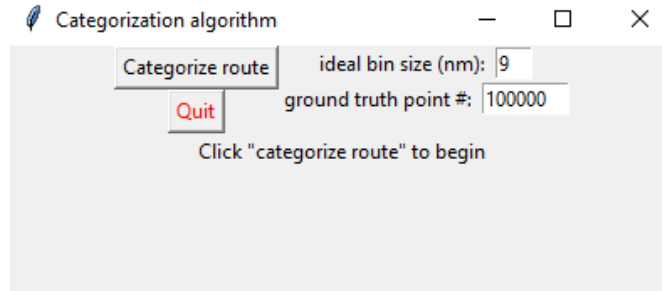 Categorization algorithm
Categorize route
ideal bin size (nm): 9
Quit
ground truth point #: 100000
Click "categorize route" to begin